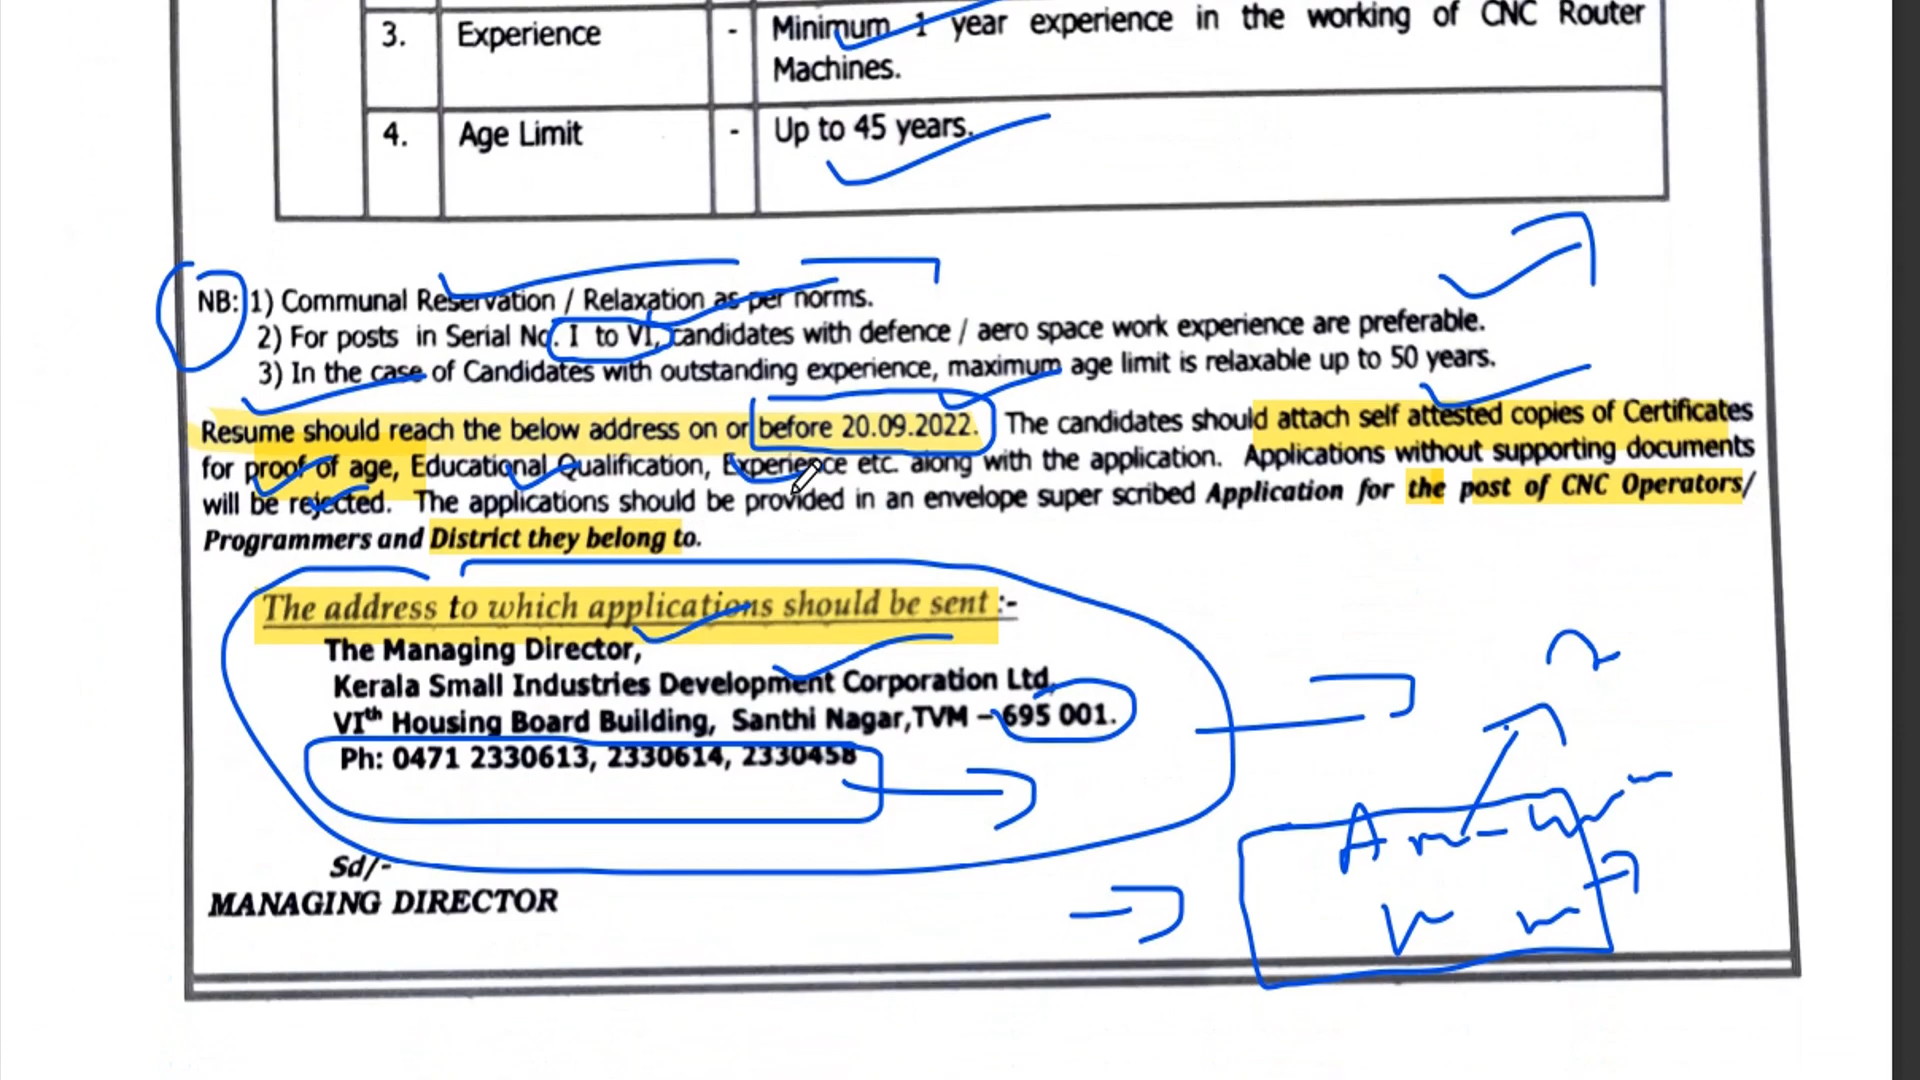 3. Experience - Minimum 1 year experience in the working of CNC Router
Machines.
4. Age Limit - Up to 45 years.
NB: 1) Communal Reservation / Relaxation as per norms.
2) For posts in Serial No. I to VI, candidates with defence / aero space work experience are preferable.
3) In the case of Candidates with outstanding experience, maximum age limit is relaxable up to 50 years.
Resume should reach the below address on or before 20.09.2022. The candidates should attach self attested copies of Certificates
for proof of age, Educational Qualification, Experience etc. along with the application. Applications without supporting documents
will be rejected. The applications should be provided in an envelope super scribed Application for the post of CNC Operators/
Programmers and District they belong to.
The address to which applications should be sent :-
The Managing Director,
Kerala Small Industries Development Corporation Ltd,
VIth Housing Board Building, Santhi Nagar,TVM – 695 001.
Ph: 0471 2330613, 2330614, 2330458
Sd/-
MANAGING DIRECTOR